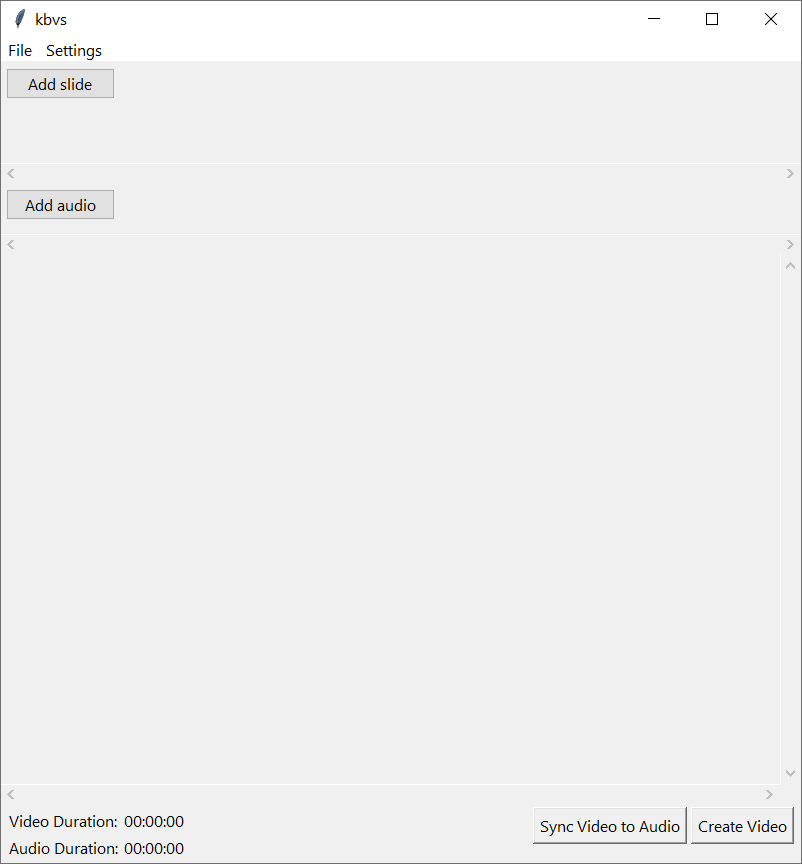 kbvs
File Settings
Add slide
Add audio
Video Duration: 00:00:00
Sync Video to Audio Create Video
Audio Duration: 00:00:00